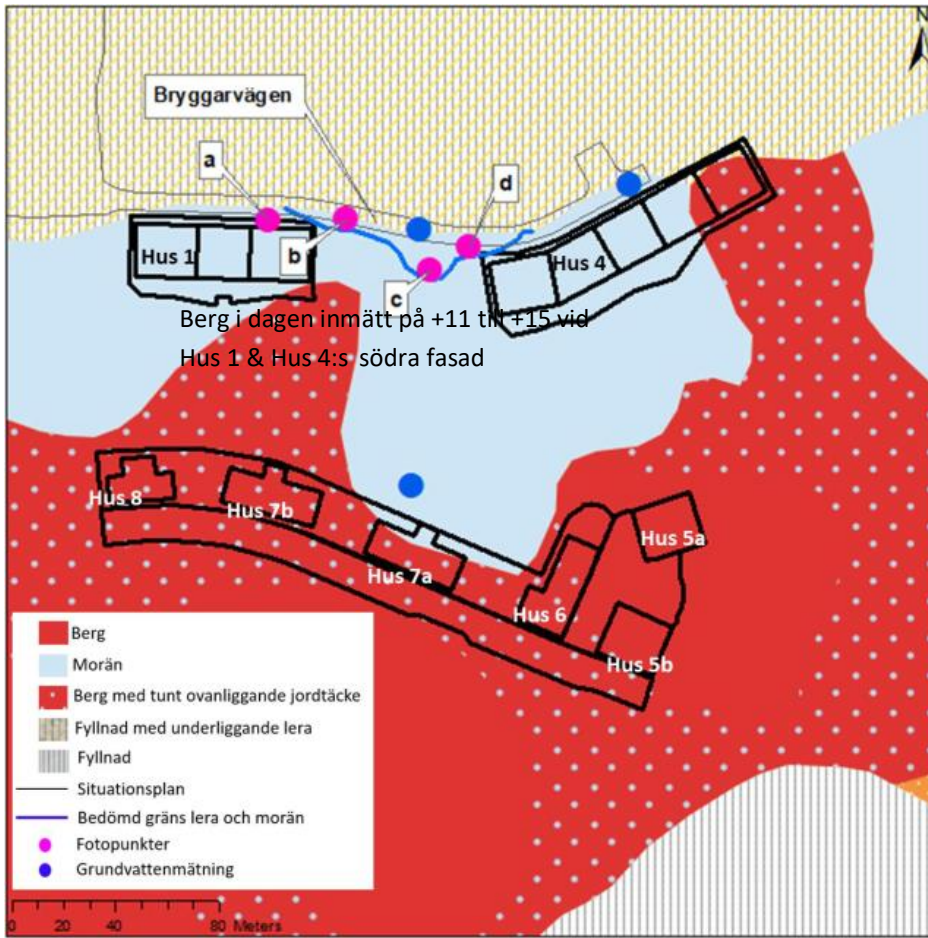 N
Bryggarvägen
a
d
b
Hus 1
Hus 4
c
Berg i dagen inmätt på +11 till +15 vid
Hus 1 & Hus 4:s södra fasad
Hus 8
Hus 7b
Hus 5a
Hus 7a
Hus 6
Hus 5b
Berg
Morän
Berg med tunt ovanliggande jordtäcke
Fyllnad med underliggande lera
Fyllnad
Situationsplan
Bedömd gräns lera och morän
Fotopunkter
Grundvattenmätning
0 20 40 80 Meters